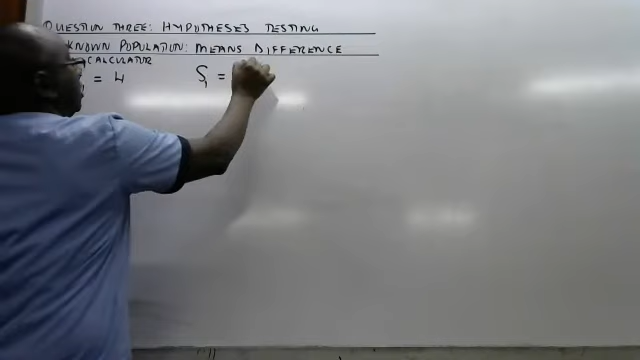 QUESTION THREE: HYPOTHESES TESTING
KNOWN POPULATION: MEANS DIFFERENCE
CALCULATOR
= 4 S₁ =